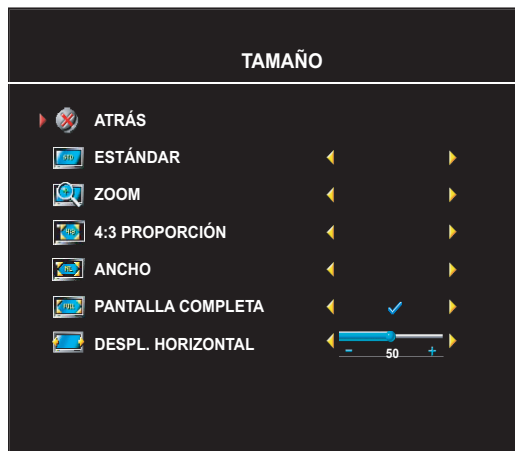 TAMAÑO
ATRÁS
ESTÁNDAR
ZOOM
4:3 PROPORCIÓN
ANCHO
PANTALLA COMPLETA
DESPL. HORIZONTAL
- 50 +